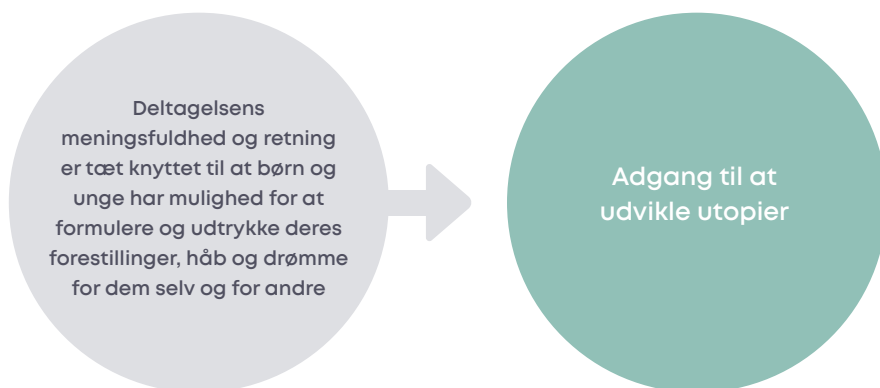 Deltagelsens
meningsfuldhed og retning
er tæt knyttet til at børn og
unge har mulighed for at
formulere og udtrykke deres
forestillinger, håb og drømme
for dem selv og for andre
Adgang til at
udvikle utopier